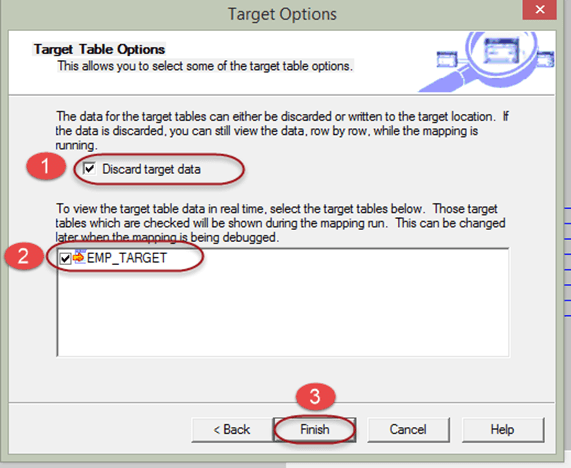 Target Options
Target Table Options
This allows you to select some of the target table options.
The data for the target tables can either be discarded or written to the target location. If
the data is discarded, you can still view the data, row by row, while the mapping is
running.
1
Discard target data
To view the target table data in real time, select the target tables below. Those target
tables which are checked will be shown during the mapping run. This can be changed
later when the mapping is being debugged.
2
EMP_TARGET
3
< Back Finish Cancel Help